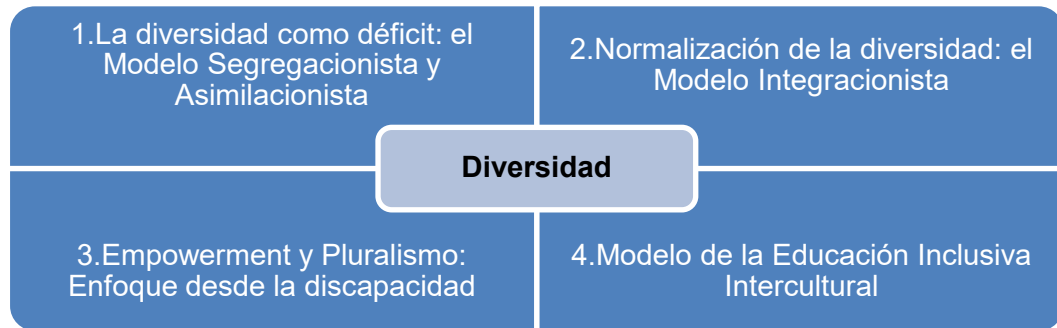 1.La diversidad como déficit: el
Modelo Segregacionista y
Asimilacionista
2.Normalización de la diversidad: el
Modelo Integracionista
Diversidad
3.Empowerment y Pluralismo:
Enfoque desde la discapacidad
4.Modelo de la Educación Inclusiva
Intercultural